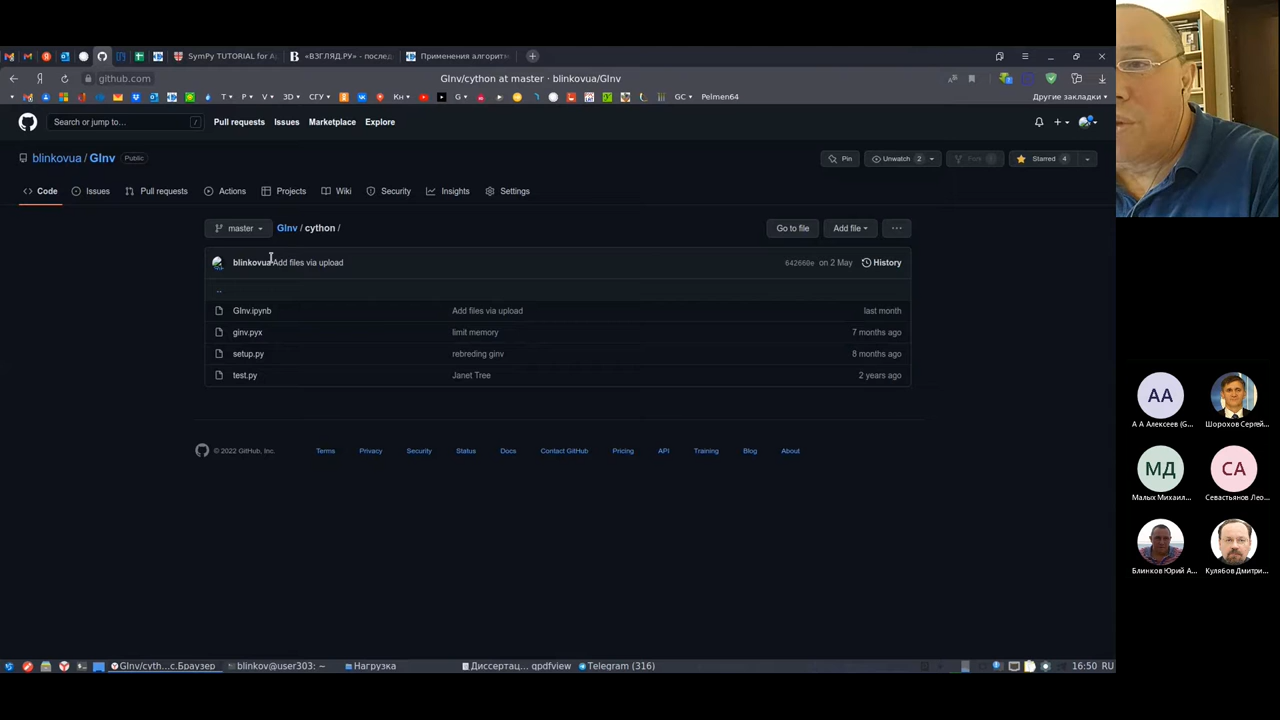 SymPy TUTORIAL for A
«ВЗГЛЯД.РУ» - послед
Применения алгоритм
github.com
GInv/cython at master · blinkovua/GInv
Т
Р
V
3D
СГУ
Кн
G
GC
Pelmen64
Другие закладки
Search or jump to...
/
Pull requests
Issues
Marketplace
Explore
blinkovua / GInv
Public
Pin
Unwatch 2
Fork
Starred 4
Code
Issues
Pull requests
Actions
Projects
Wiki
Security
Insights
Settings
master
GInv / cython /
Go to file
Add file
...
blinkovua Add files via upload
642660e on 2 May
History
..
GInv.ipynb Add files via upload last month
ginv.pyx limit memory 7 months ago
setup.py rebreding ginv 8 months ago
test.py Janet Tree 2 years ago
© 2022 GitHub, Inc.
Terms
Privacy
Security
Status
Docs
Contact GitHub
Pricing
API
Training
Blog
About
АА
А А Алексеев (G...
Шорохов Сергей...
МД
Малых Михаил...
СА
Севастьянов Лео...
Блинков Юрий А...
Кулябов Дмитри...
GInv/cyth...с.Браузер
blinkov@user303: ~
Нагрузка
Диссертац... qpdfview
Telegram (316)
16:50 RU